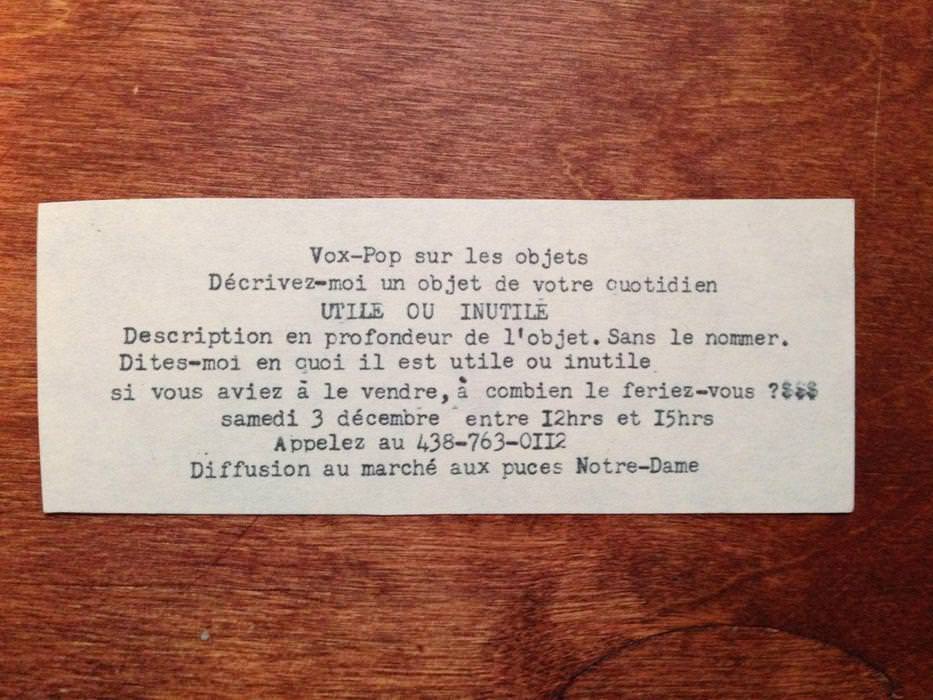 Vox-Pop sur les objets
Décrivez-moi un objet de votre quotidien
UTILE OU INUTILE
Description en profondeur de l'objet. Sans le nommer.
Dites-moi en quoi il est utile ou inutile
si vous aviez à le vendre, à combien le feriez-vous ?$$$
samedi 3 décembre entre I2hrs et I5hrs
Appelez au 438-763-0II2
Diffusion au marché aux puces Notre-Dame